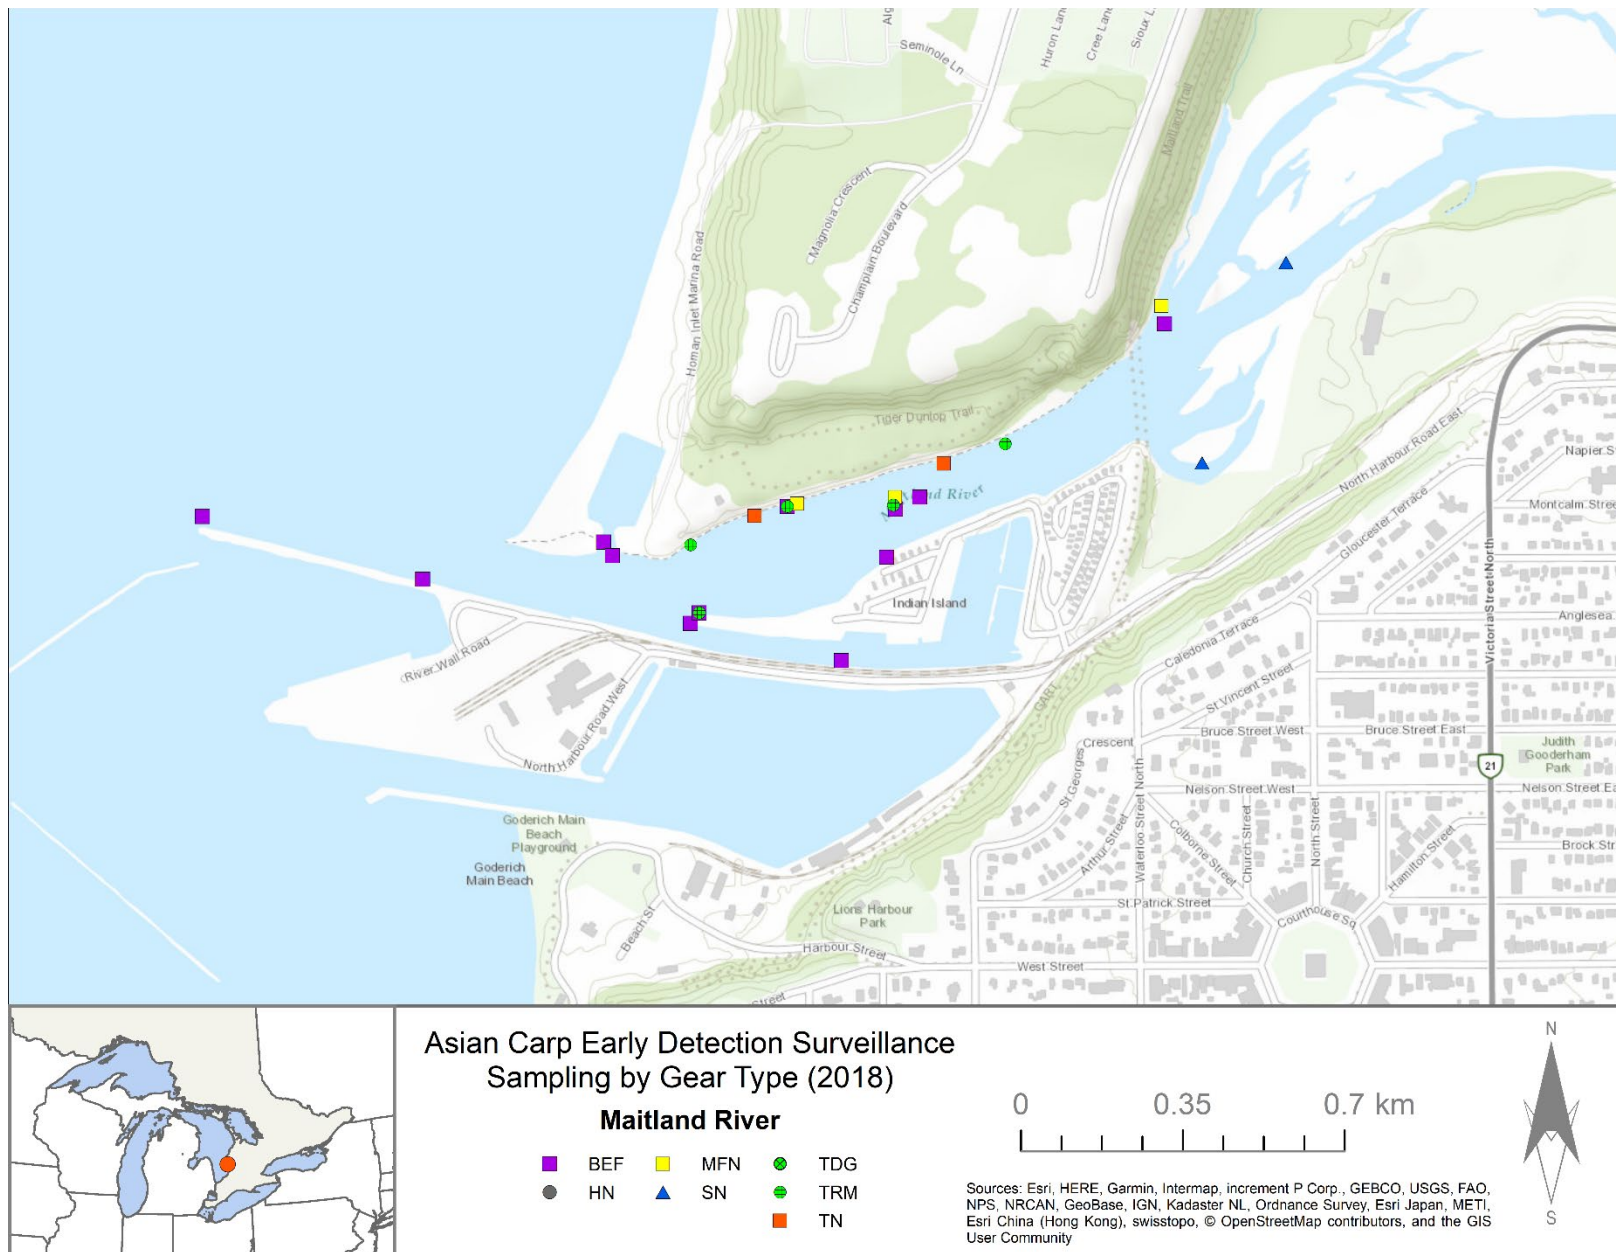 Alg
Seminole Ln
Huron Lane
Cree Lane
Sioux L
Maitland Trail
Magnolia Crescent
Champlain Boulevard
Homan Inlet Marina Road
Tiger Dunlop Trail
North Harbour Road East
Napier S
Montcalm Stree
Gloucester Terrace
Victoria Street North
Indian Island
Anglesea
Caledonia Terrace
River Wall Road
St Vincent Street
North Harbour Road West
GART
Crescent
St Georges
Bruce Street West
Bruce Street East
Judith
Gooderham
Park
21
Nelson Street West
Nelson Street Ea
Waterloo Street North
Arthur Street
Colborne Street
Church Street
North Street
Hamilton Street
Brock Str
Goderich Main
Beach
Playground
Goderich
Main Beach
Beach St
Lions Harbour
Park
St Patrick Street
Courthouse Sq
Harbour Street
West Street
Street
Asian Carp Early Detection Surveillance
Sampling by Gear Type (2018)
Maitland River
BEF MFN TDG
HN SN TRM
TN
0 0.35 0.7 km
N
S
Sources: Esri, HERE, Garmin, Intermap, increment P Corp., GEBCO, USGS, FAO,
NPS, NRCAN, GeoBase, IGN, Kadaster NL, Ordnance Survey, Esri Japan, METI,
Esri China (Hong Kong), swisstopo, © OpenStreetMap contributors, and the GIS
User Community